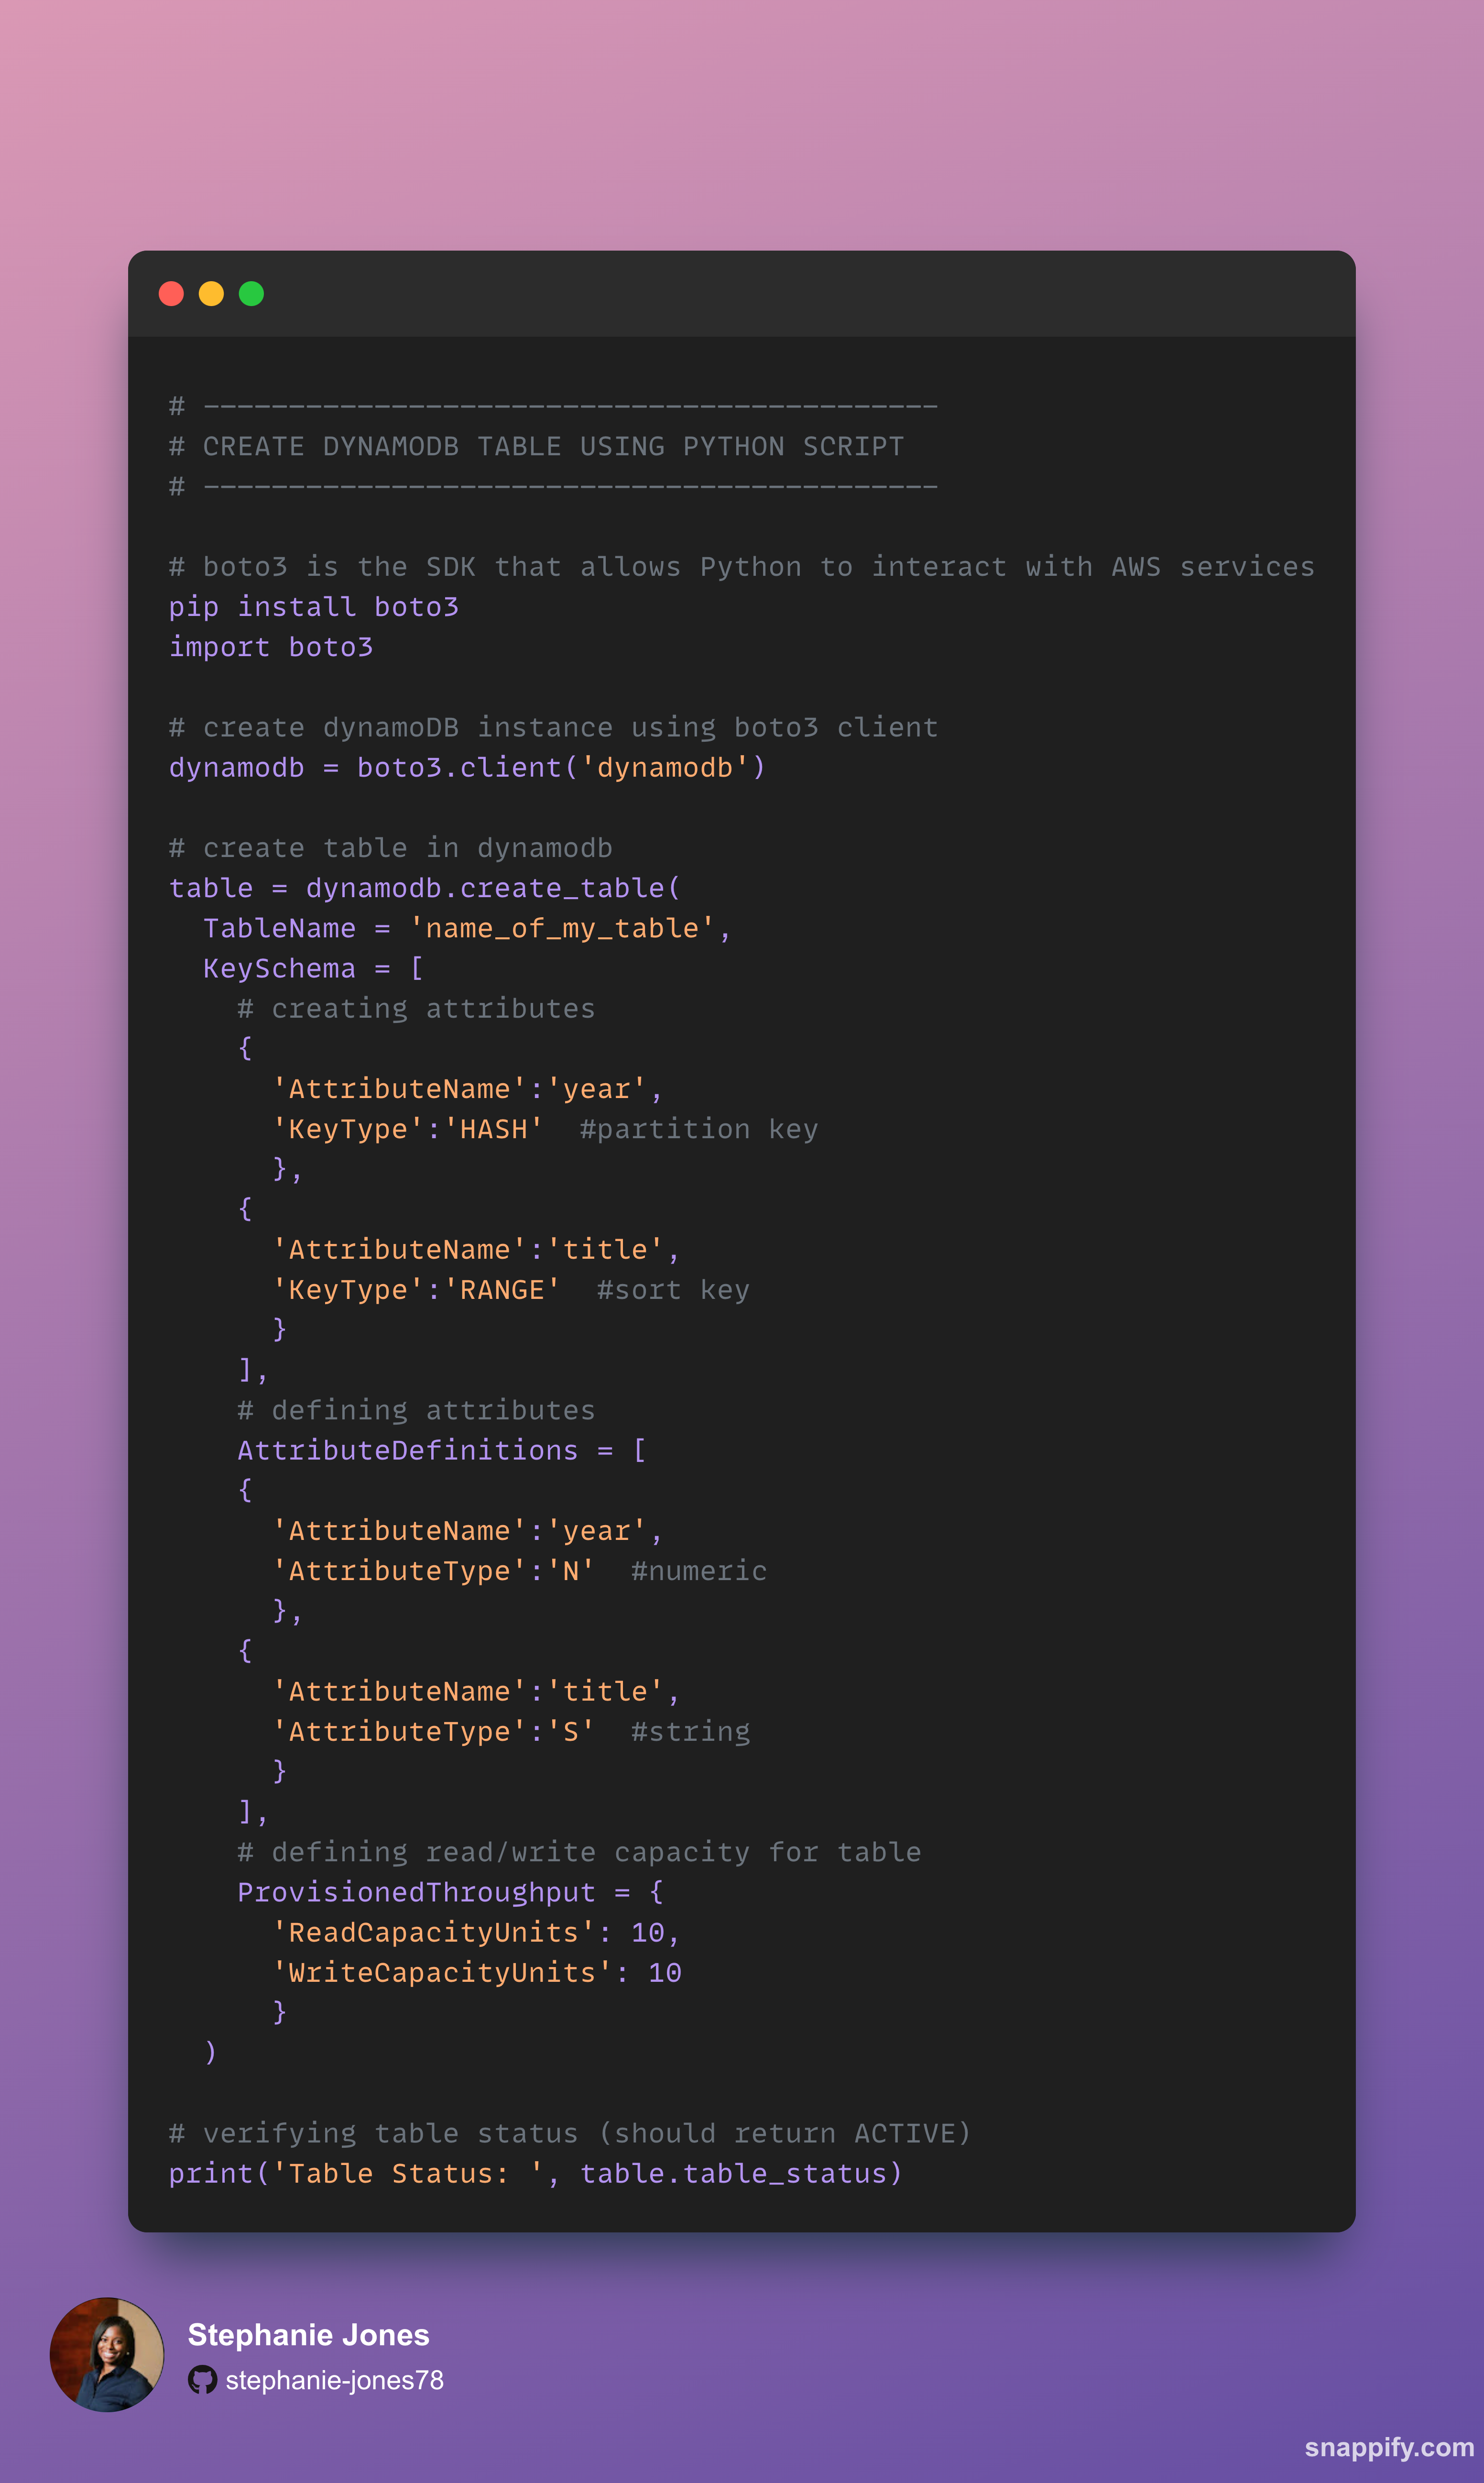 # -------------------------------------------
# CREATE DYNAMODB TABLE USING PYTHON SCRIPT
# -------------------------------------------
# boto3 is the SDK that allows Python to interact with AWS services
pip install boto3
import boto3
# create dynamoDB instance using boto3 client
dynamodb = boto3.client('dynamodb')
# create table in dynamodb
table = dynamodb.create_table(
  TableName = 'name_of_my_table',
  KeySchema = [
    # creating attributes
    {
      'AttributeName':'year',
      'KeyType':'HASH'  #partition key
      },
    {
      'AttributeName':'title',
      'KeyType':'RANGE'  #sort key
      }
    ],
    # defining attributes
    AttributeDefinitions = [
    {
      'AttributeName':'year',
      'AttributeType':'N'  #numeric
      },
    {
      'AttributeName':'title',
      'AttributeType':'S'  #string
      }
    ],
    # defining read/write capacity for table
    ProvisionedThroughput = {
      'ReadCapacityUnits': 10,
      'WriteCapacityUnits': 10
      }
  )
# verifying table status (should return ACTIVE)
print('Table Status: ', table.table_status)
Stephanie Jones
stephanie-jones78
snappify.com